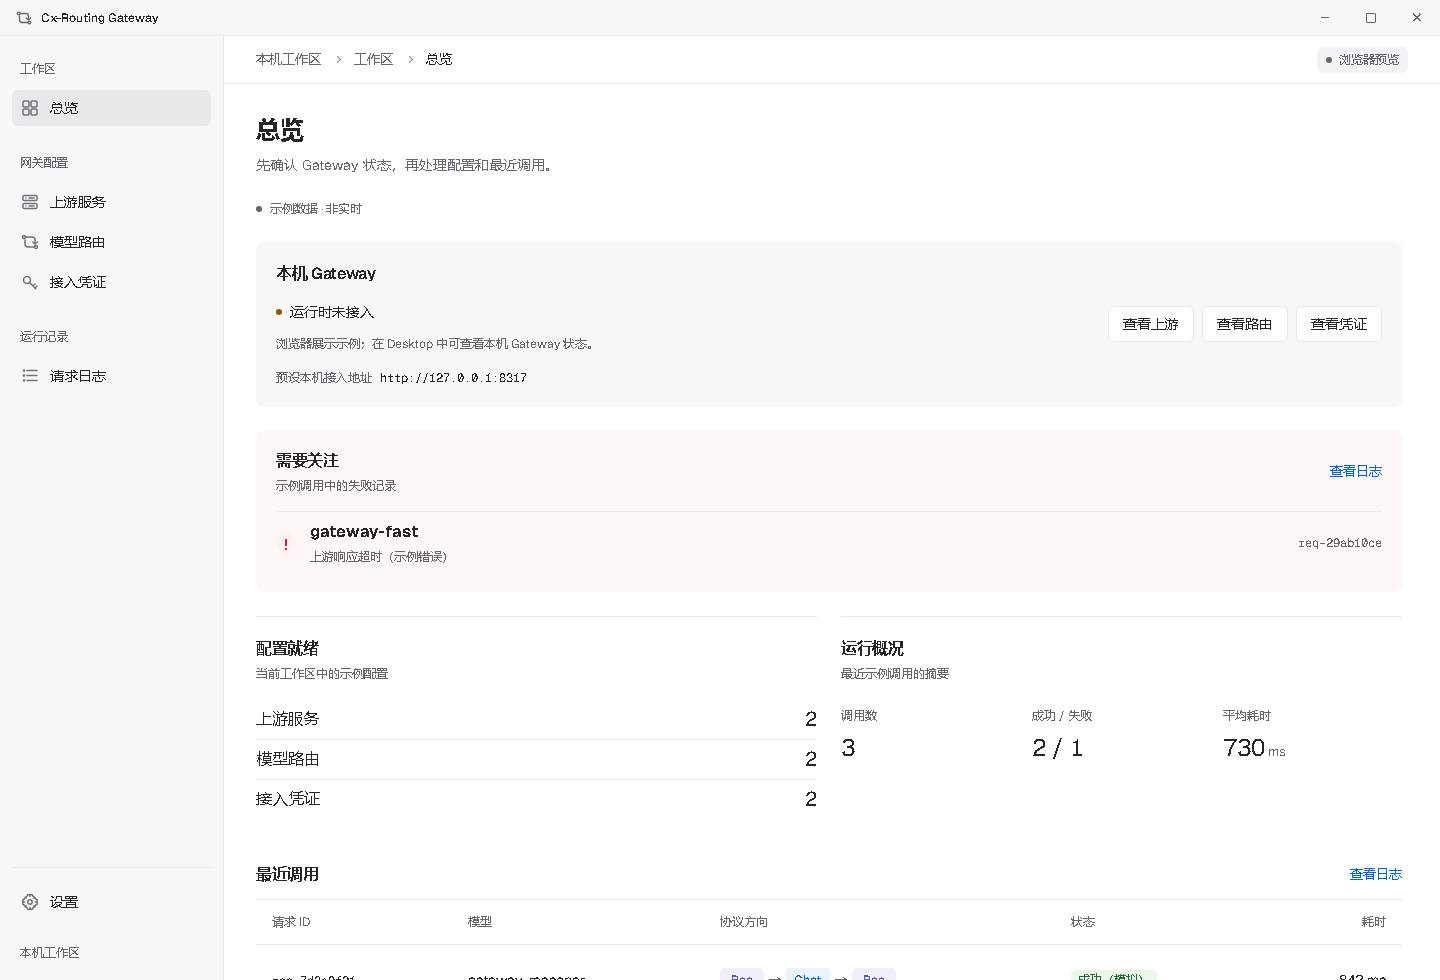 Cx-Routing Gateway
工作区
总览
网关配置
上游服务
模型路由
接入凭证
运行记录
请求日志
设置
本机工作区
本机工作区 > 工作区 > 总览
浏览器预览
总览
先确认 Gateway 状态，再处理配置和最近调用。
示例数据 · 非实时
本机 Gateway
运行时未接入
浏览器展示示例；在 Desktop 中可查看本机 Gateway 状态。
预设本机接入地址 http://127.0.0.1:8317
查看上游 查看路由 查看凭证
需要关注
示例调用中的失败记录
查看日志
! gateway-fast
上游响应超时（示例错误）
req-29ab10ce
配置就绪
当前工作区中的示例配置
上游服务 2
模型路由 2
接入凭证 2
运行概况
最近示例调用的摘要
调用数 成功 / 失败 平均耗时
3 2 / 1 730 ms
最近调用 查看日志
请求 ID 模型 协议方向 状态 耗时
Chat 成功（模拟） 842 ms